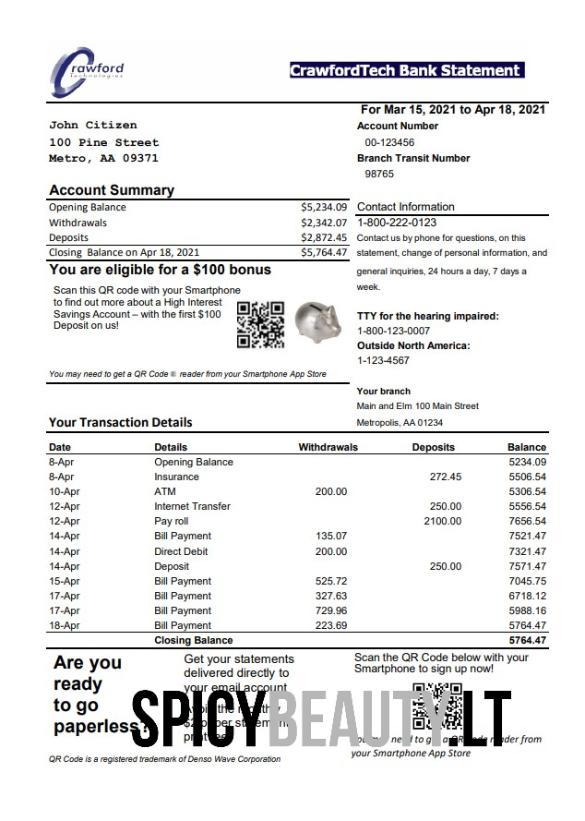 Crawford
Technologies
CrawfordTech Bank Statement
For Mar 15, 2021 to Apr 18, 2021
John Citizen
100 Pine Street
Metro, AA 09371
Account Number
00-123456
Branch Transit Number
98765
Account Summary
Opening Balance $5,234.09
Withdrawals $2,342.07
Deposits $2,872.45
Closing Balance on Apr 18, 2021 $5,764.47
Contact Information
1-800-222-0123
Contact us by phone for questions, on this
statement, change of personal information, and
general inquiries, 24 hours a day, 7 days a
week.
TTY for the hearing impaired:
1-800-123-0007
Outside North America:
1-123-4567
You are eligible for a $100 bonus
Scan this QR code with your Smartphone
to find out more about a High Interest
Savings Account – with the first $100
Deposit on us!
You may need to get a QR Code ® reader from your Smartphone App Store
Your branch
Main and Elm 100 Main Street
Metropolis, AA 01234
Your Transaction Details
Date Details Withdrawals Deposits Balance
8-Apr Opening Balance 5234.09
8-Apr Insurance 272.45 5506.54
10-Apr ATM 200.00 5306.54
12-Apr Internet Transfer 250.00 5556.54
12-Apr Pay roll 2100.00 7656.54
14-Apr Bill Payment 135.07 7521.47
14-Apr Direct Debit 200.00 7321.47
14-Apr Deposit 250.00 7571.47
15-Apr Bill Payment 525.72 7045.75
17-Apr Bill Payment 327.63 6718.12
17-Apr Bill Payment 729.96 5988.16
18-Apr Bill Payment 223.69 5764.47
Closing Balance 5764.47
Are you
ready
to go
paperless?
Get your statements
delivered directly to
your email account
Scan the QR Code below with your
Smartphone to sign up now!
SPICYBEAUTY.LT
need to get a QR Code reader from
your Smartphone App Store
QR Code is a registered trademark of Denso Wave Corporation